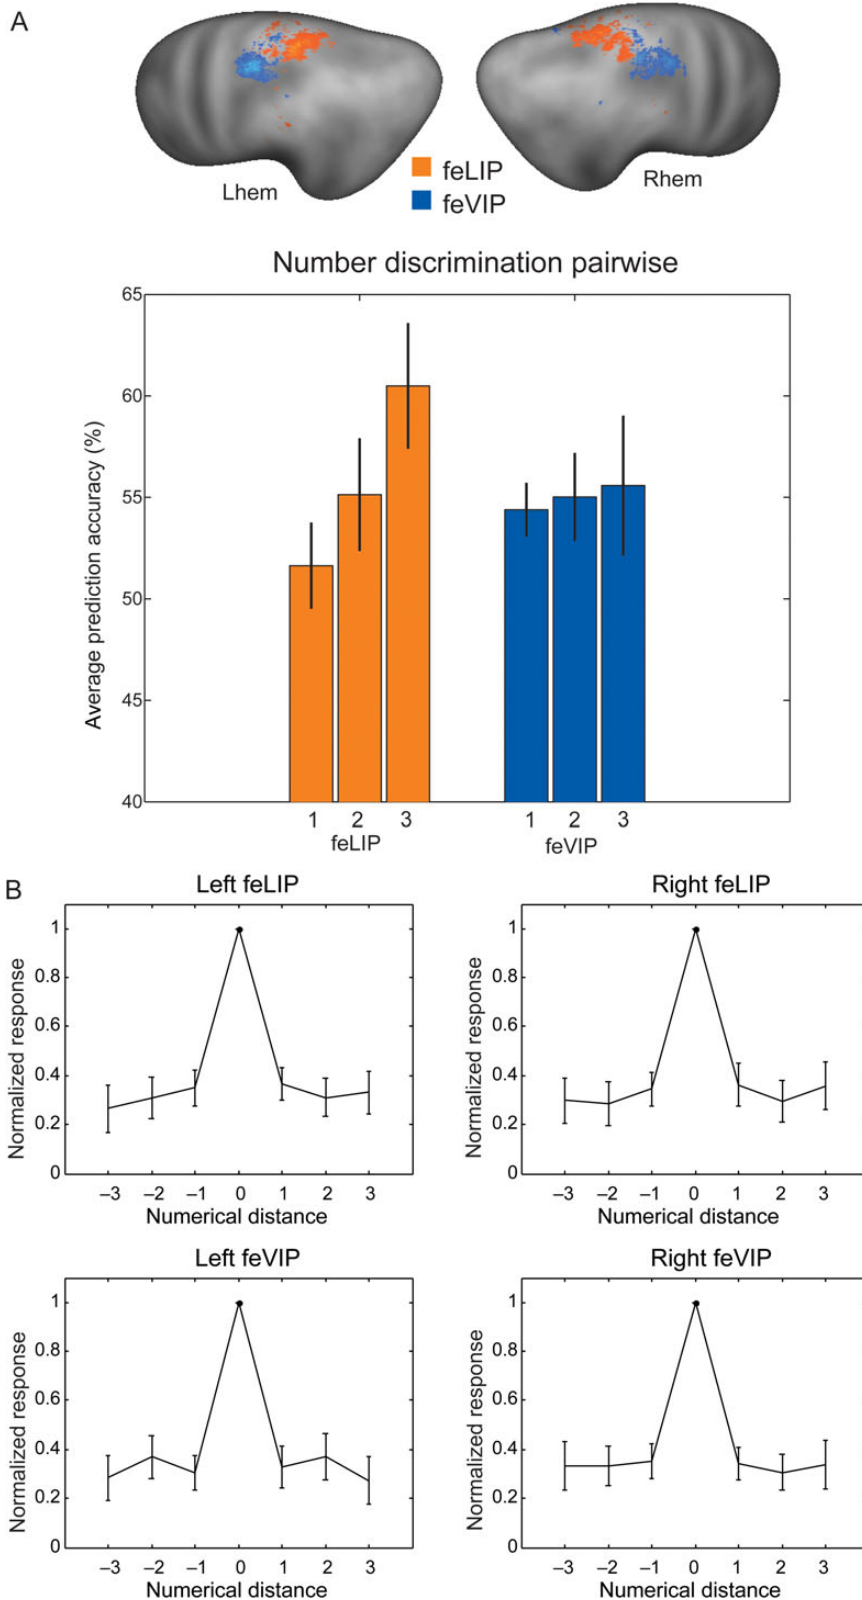 A
Lhem
Rhem
feLIP
feVIP
Number discrimination pairwise
Average prediction accuracy (%)
65
60
55
50
45
40
1 2 3 1 2 3
feLIP feVIP
B
Left feLIP
Normalized response
1
0.8
0.6
0.4
0.2
0
–3 –2 –1 0 1 2 3
Numerical distance
Right feLIP
Normalized response
1
0.8
0.6
0.4
0.2
0
–3 –2 –1 0 1 2 3
Numerical distance
Left feVIP
Normalized response
1
0.8
0.6
0.4
0.2
0
–3 –2 –1 0 1 2 3
Numerical distance
Right feVIP
Normalized response
1
0.8
0.6
0.4
0.2
0
–3 –2 –1 0 1 2 3
Numerical distance